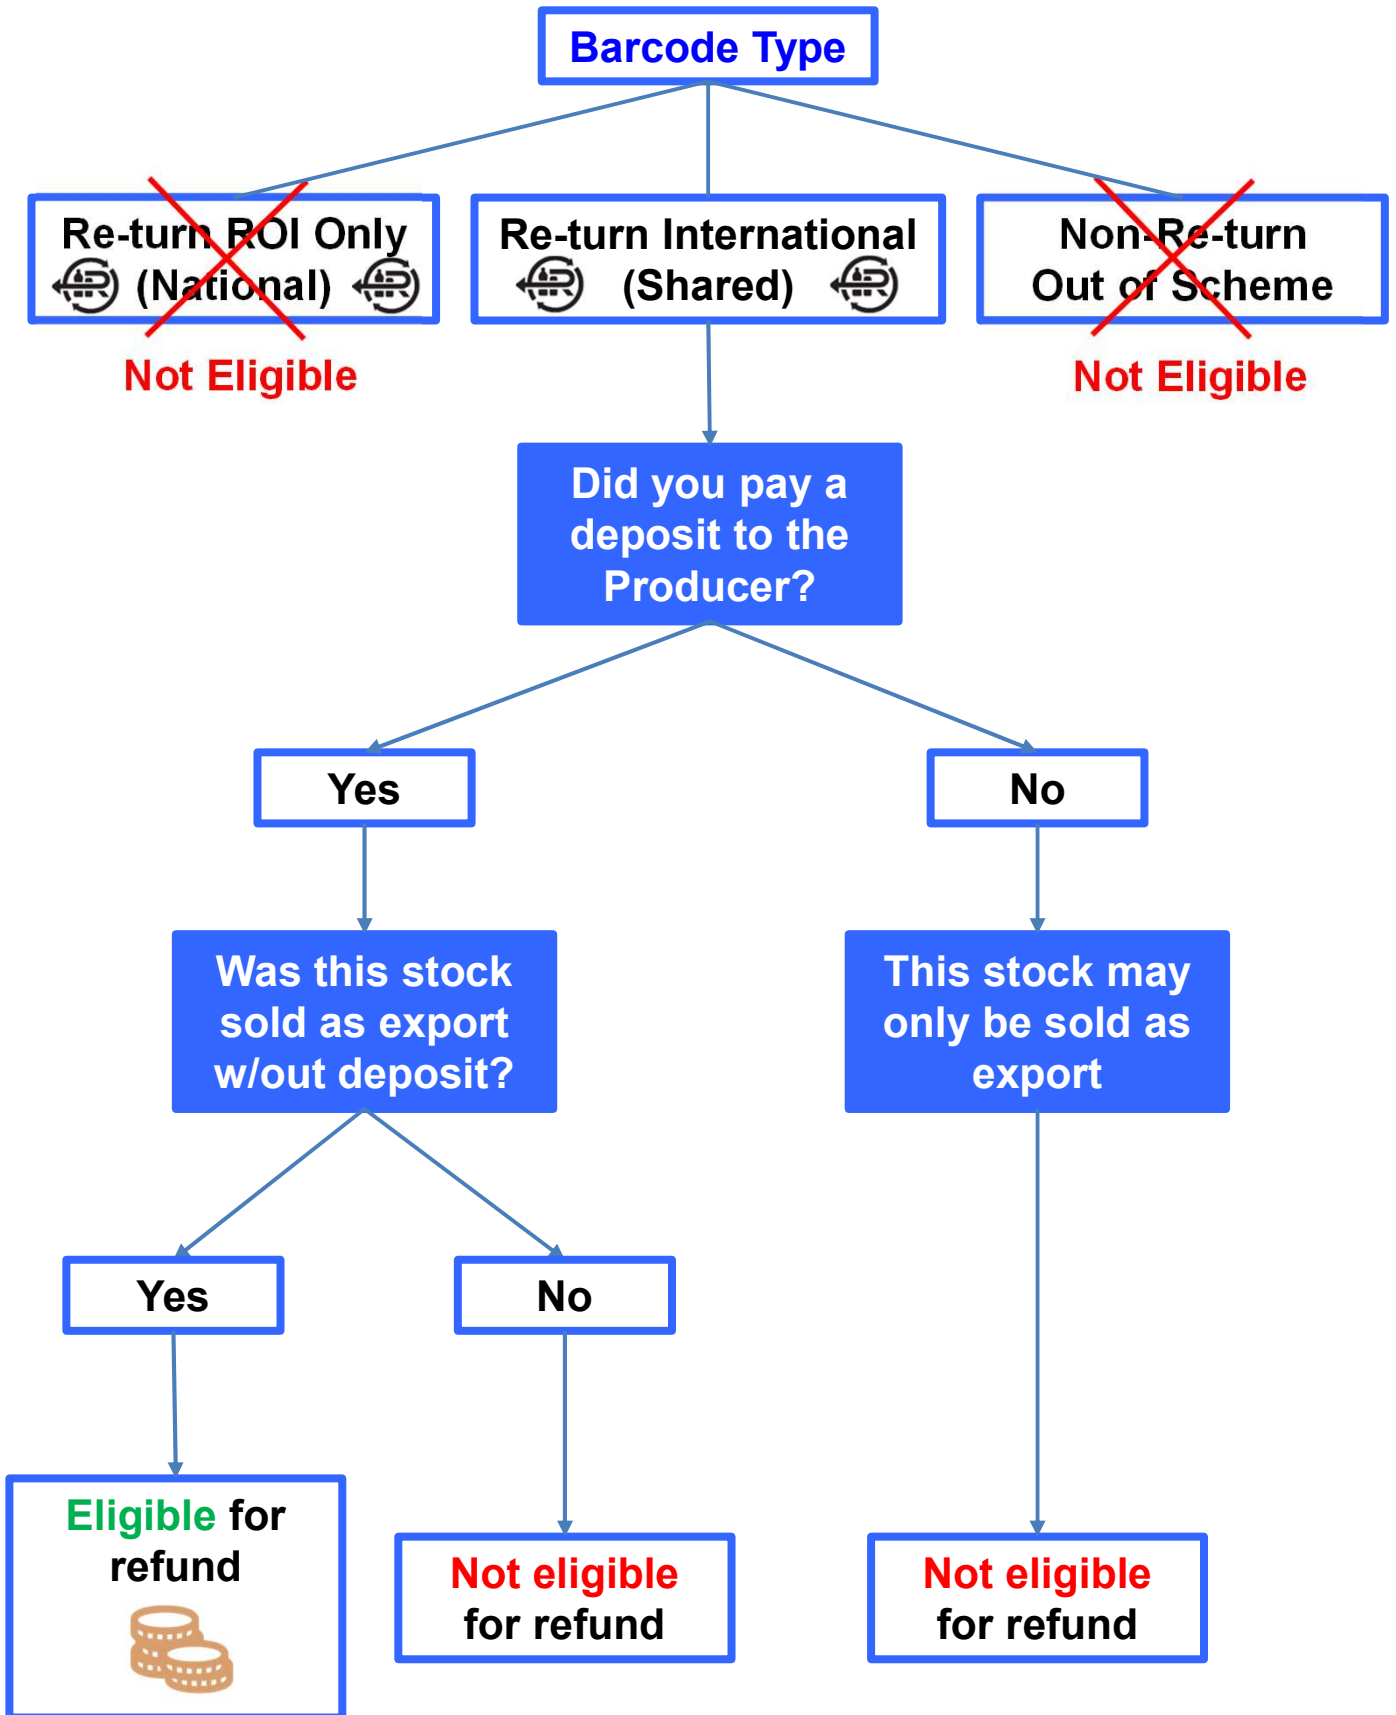 Barcode Type
Re-turn ROI Only
(National)
Re-turn International
(Shared)
Non-Re-turn
Out of Scheme
Not Eligible
Not Eligible
Did you pay a
deposit to the
Producer?
Yes
No
Was this stock
sold as export
w/out deposit?
This stock may
only be sold as
export
Yes
No
Eligible for
refund
Not eligible
for refund
Not eligible
for refund